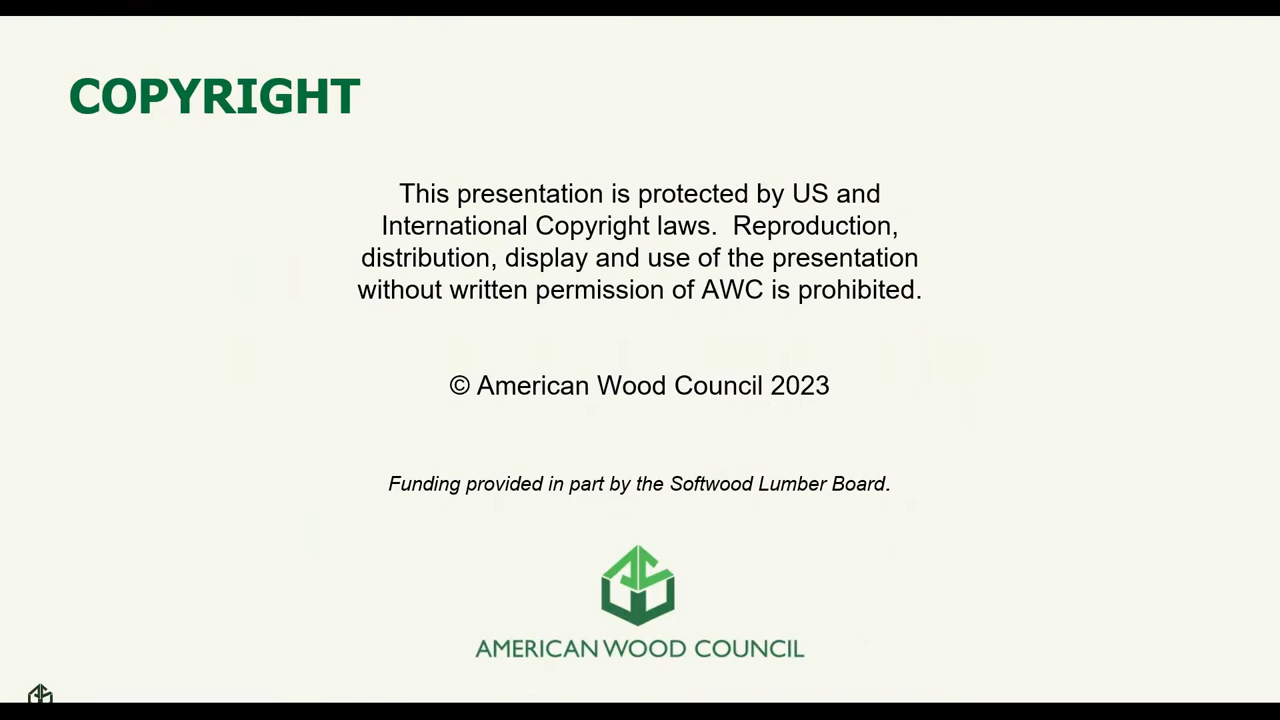 COPYRIGHT
This presentation is protected by US and
International Copyright laws.  Reproduction,
distribution, display and use of the presentation
without written permission of AWC is prohibited.
© American Wood Council 2023
Funding provided in part by the Softwood Lumber Board.
AMERICAN WOOD COUNCIL